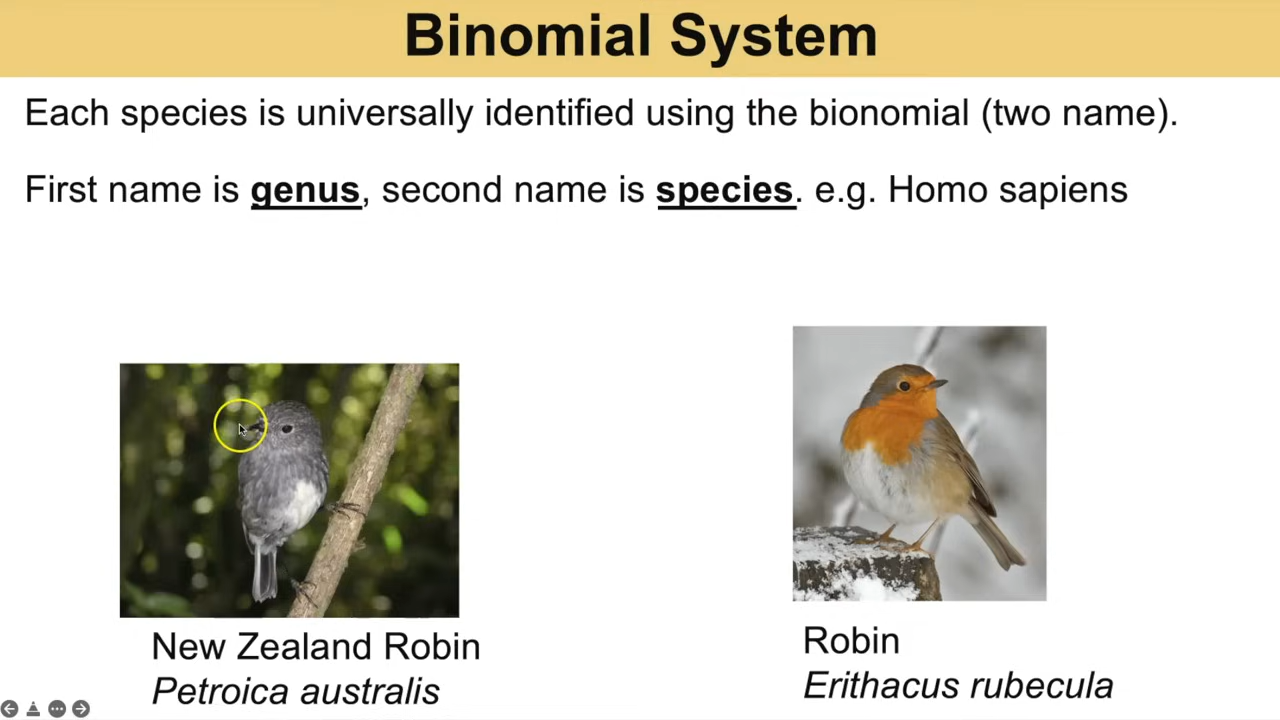 Binomial System
Each species is universally identified using the bionomial (two name).
First name is genus, second name is species. e.g. Homo sapiens
New Zealand Robin
Petroica australis
Robin
Erithacus rubecula